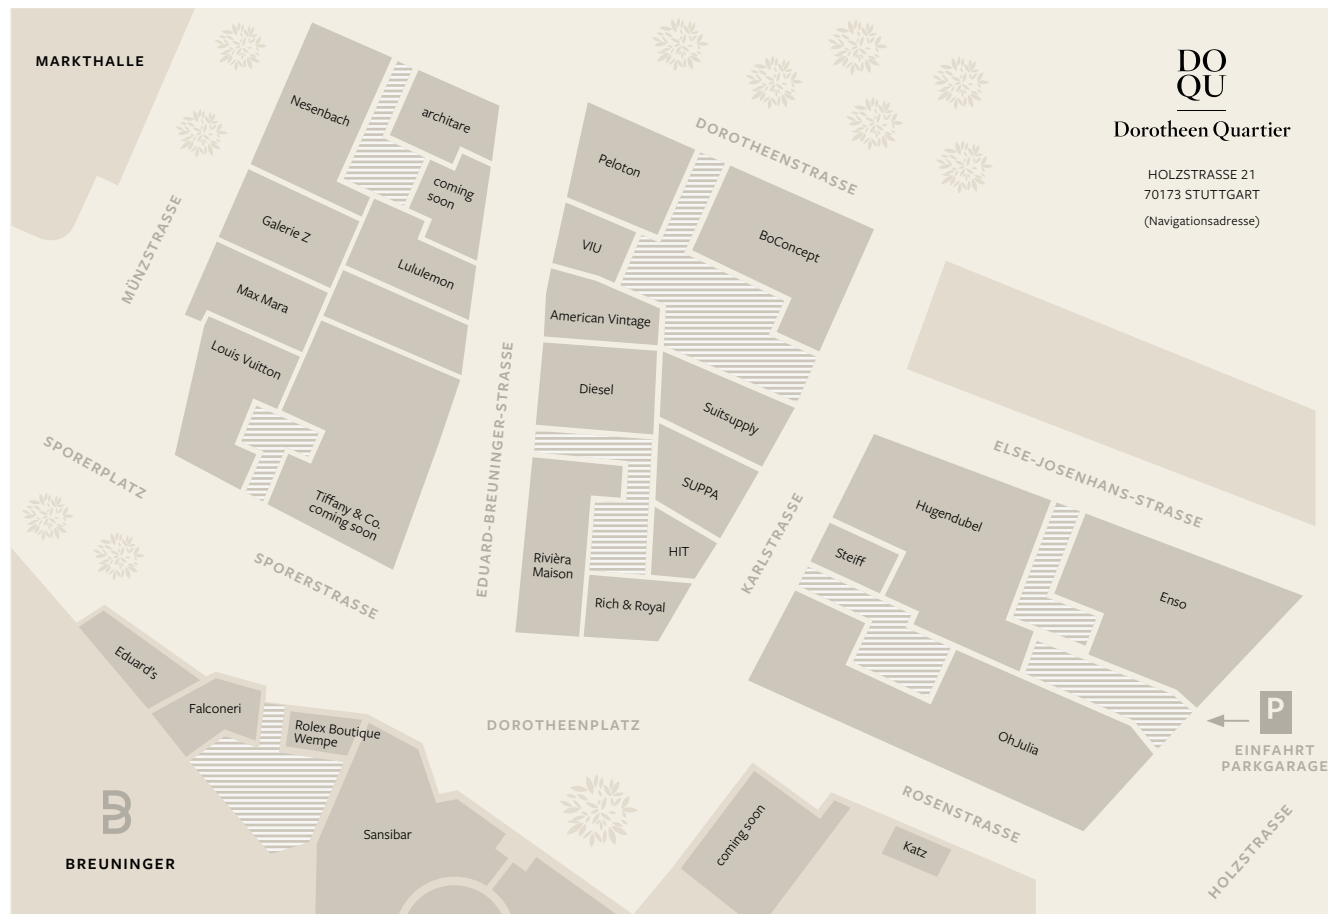 MARKTHALLE
DO
QU
Dorotheen Quartier
HOLZSTRASSE 21
70173 STUTTGART
(Navigationsadresse)
Nesenbach
architare
coming
soon
Galerie Z
Lululemon
Max Mara
Louis Vuitton
Tiffany & Co.
coming soon
MÜNZSTRASSE
SPORERPLATZ
SPORERSTRASSE
EDUARD-BREUNINGER-STRASSE
DOROTHEENSTRASSE
Peloton
BoConcept
VIU
American Vintage
Diesel
Suitsupply
SUPPA
HIT
Rivièra
Maison
Rich & Royal
KARLSTRASSE
ELSE-JOSENHANS-STRASSE
Hugendubel
Steiff
Enso
OhJulia
P
EINFAHRT
PARKGARAGE
HOLZSTRASSE
ROSENSTRASSE
DOROTHEENPLATZ
Eduard's
Falconeri
Rolex Boutique
Wempe
Sansibar
coming soon
Katz
B
BREUNINGER